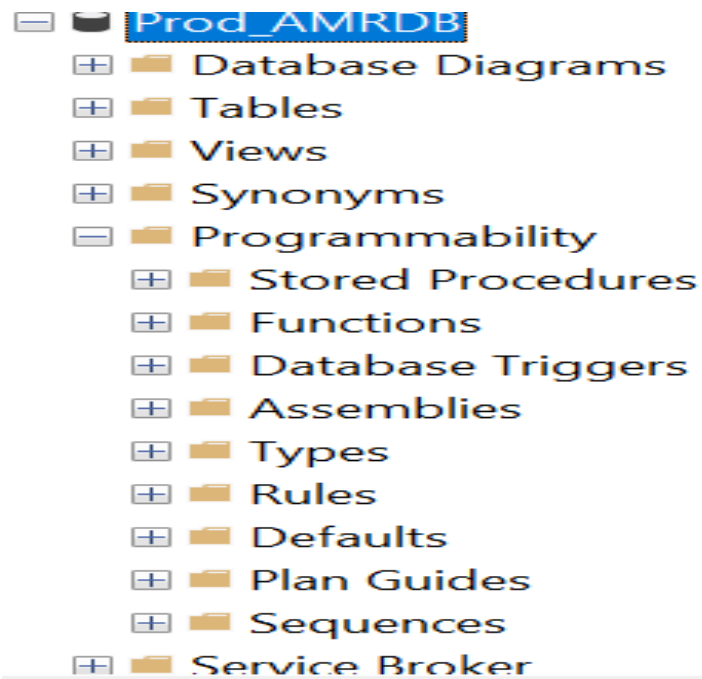 Prod_AMRDB
Database Diagrams
Tables
Views
Synonyms
Programmability
Stored Procedures
Functions
Database Triggers
Assemblies
Types
Rules
Defaults
Plan Guides
Sequences
Service Broker